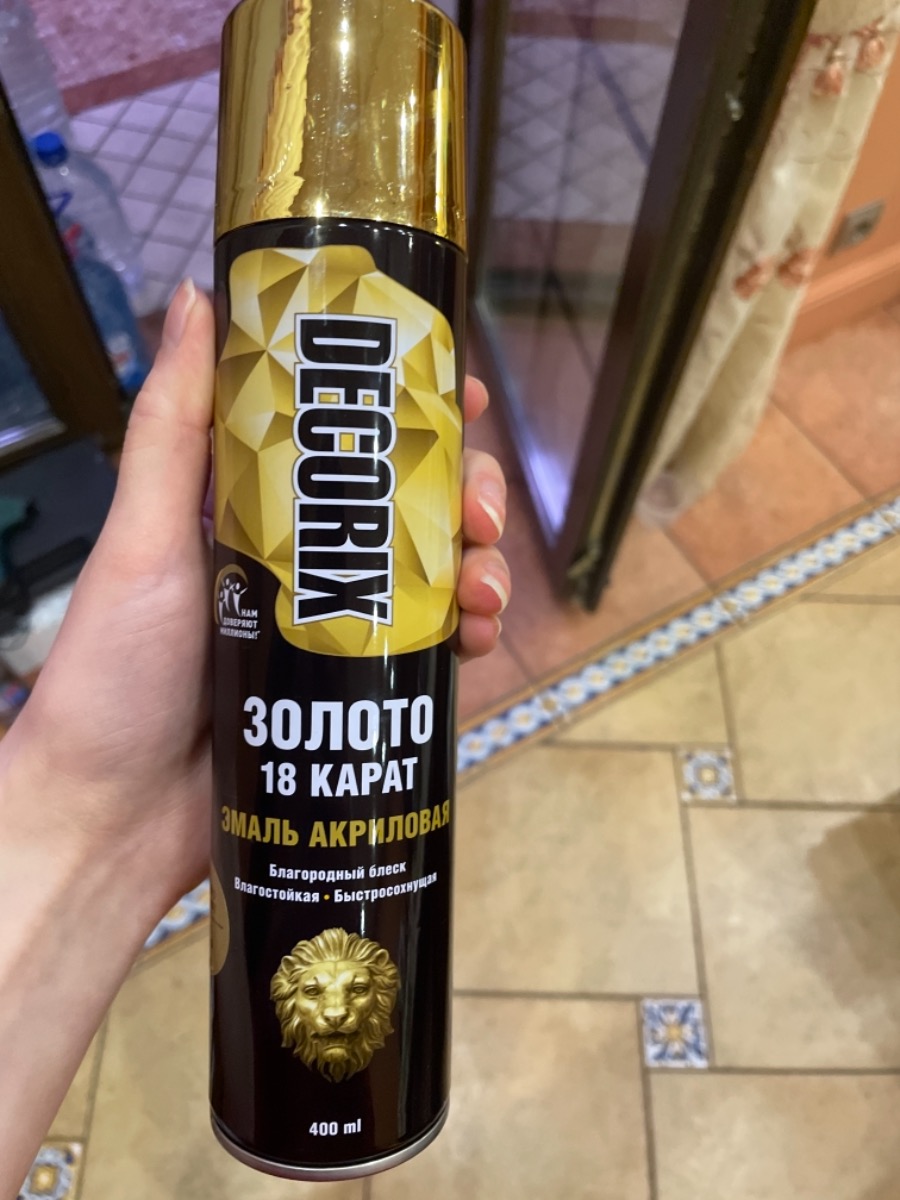 DECORIX
НАМ
ДОВЕРЯЮТ
МИЛЛИОНЫ!
ЗОЛОТО
18 КАРАТ
ЭМАЛЬ АКРИЛОВАЯ
Благородный блеск
Влагостойкая • Быстросохнущая
400 ml